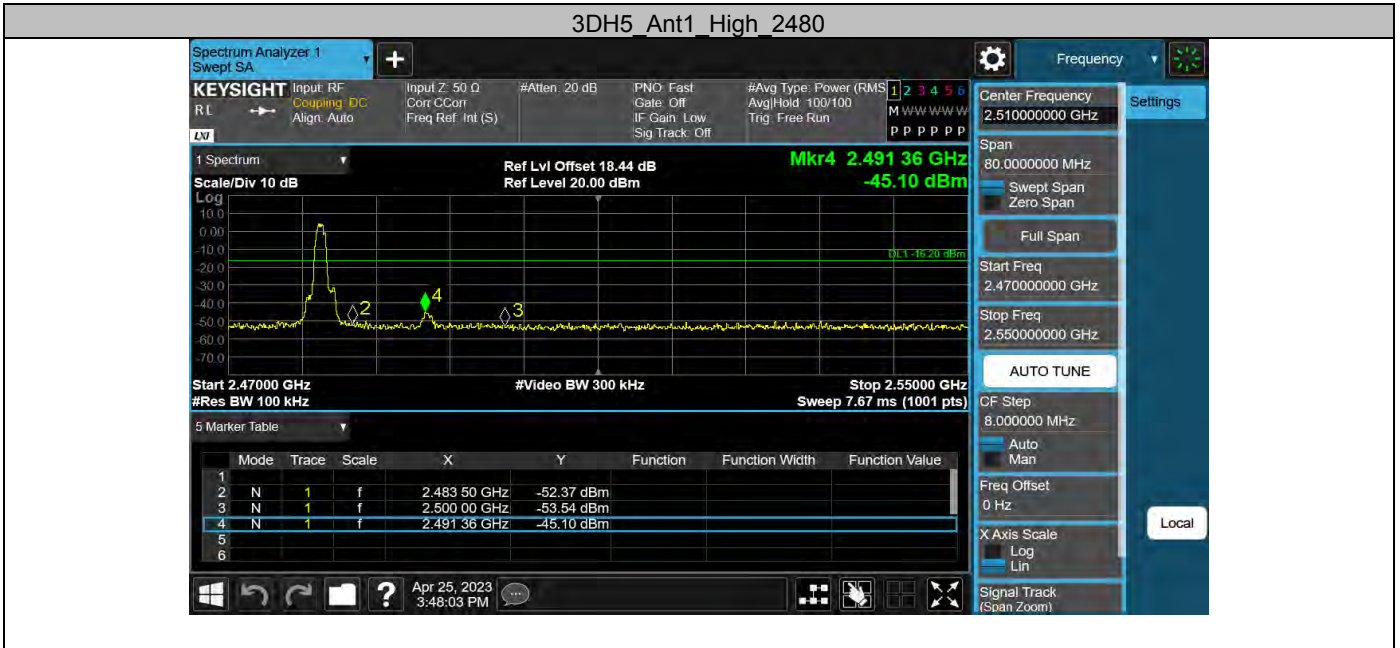 3DH5_Ant1_High_2480
Spectrum Analyzer 1
Swept SA
+
Frequency
KEYSIGHT
RL
LXI
Input: RF
Coupling: DC
Align: Auto
Input Z: 50 Ω
Corr CCorr
Freq Ref: Int (S)
#Atten: 20 dB
PNO: Fast
Gate: Off
IF Gain: Low
Sig Track: Off
#Avg Type: Power (RMS
Avg|Hold: 100/100
Trig: Free Run
1 2 3 4 5 6
M W W W W W
P P P P P P
Settings
Center Frequency
2.510000000 GHz
Span
80.0000000 MHz
Swept Span
Zero Span
Full Span
Start Freq
2.470000000 GHz
Stop Freq
2.550000000 GHz
AUTO TUNE
CF Step
8.000000 MHz
Auto
Man
Freq Offset
0 Hz
X Axis Scale
Log
Lin
Signal Track
(Span Zoom)
Local
1 Spectrum
Scale/Div 10 dB
Ref Lvl Offset 18.44 dB
Ref Level 20.00 dBm
Mkr4 2.491 36 GHz
-45.10 dBm
Log
10.0
0.00
-10.0
-20.0
-30.0
-40.0
-50.0
-60.0
-70.0
DL1 -16.20 dBm
2
4
3
Start 2.47000 GHz
#Video BW 300 kHz
Stop 2.55000 GHz
#Res BW 100 kHz
Sweep 7.67 ms (1001 pts)
5 Marker Table
Mode Trace Scale X Y Function Function Width Function Value
1
2 N 1 f 2.483 50 GHz -52.37 dBm
3 N 1 f 2.500 00 GHz -53.54 dBm
4 N 1 f 2.491 36 GHz -45.10 dBm
5
6
?
Apr 25, 2023
3:48:03 PM